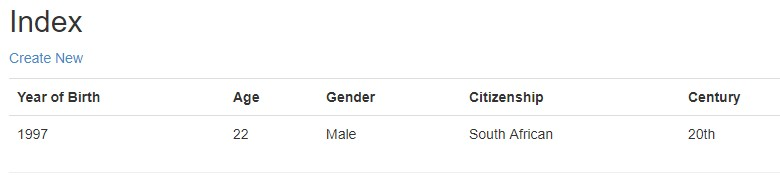 Index
Create New
Year of Birth Age Gender Citizenship Century
1997 22 Male South African 20th